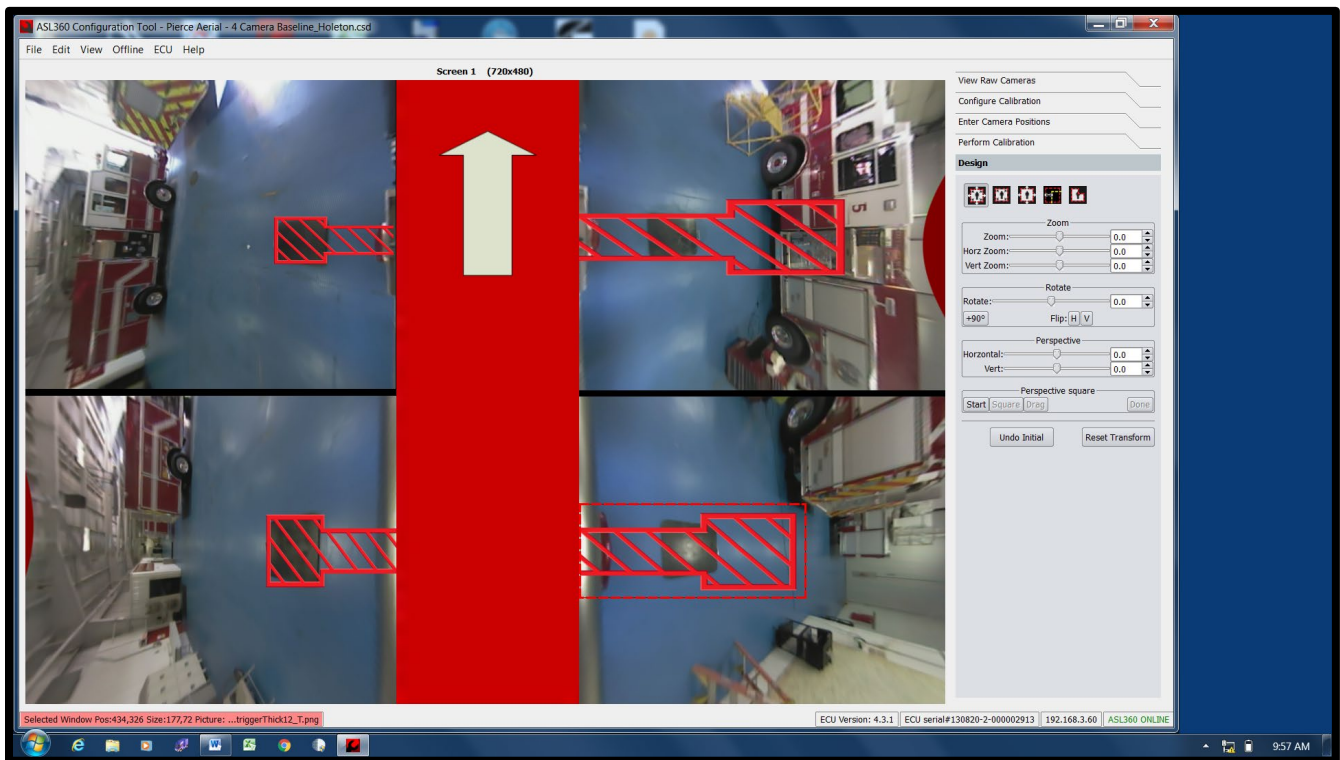 ASL360 Configuration Tool - Pierce Aerial - 4 Camera Baseline_Holeton.csd
File Edit View Offline ECU Help
Screen 1 (720x480)
View Raw Cameras
Configure Calibration
Enter Camera Positions
Perform Calibration
Design
Zoom
Zoom: 0.0
Horz Zoom: 0.0
Vert Zoom: 0.0
Rotate
Rotate: 0.0
+90º Flip: H V
Perspective
Horzontal: 0.0
Vert: 0.0
Perspective square
Start Square Drag Done
Undo Initial Reset Transform
5
Selected Window Pos:434,326 Size:177,72 Picture: ...triggerThick12_T.png
ECU Version: 4.3.1 ECU serial#130820-2-000002913 192.168.3.60 ASL360 ONLINE
9:57 AM